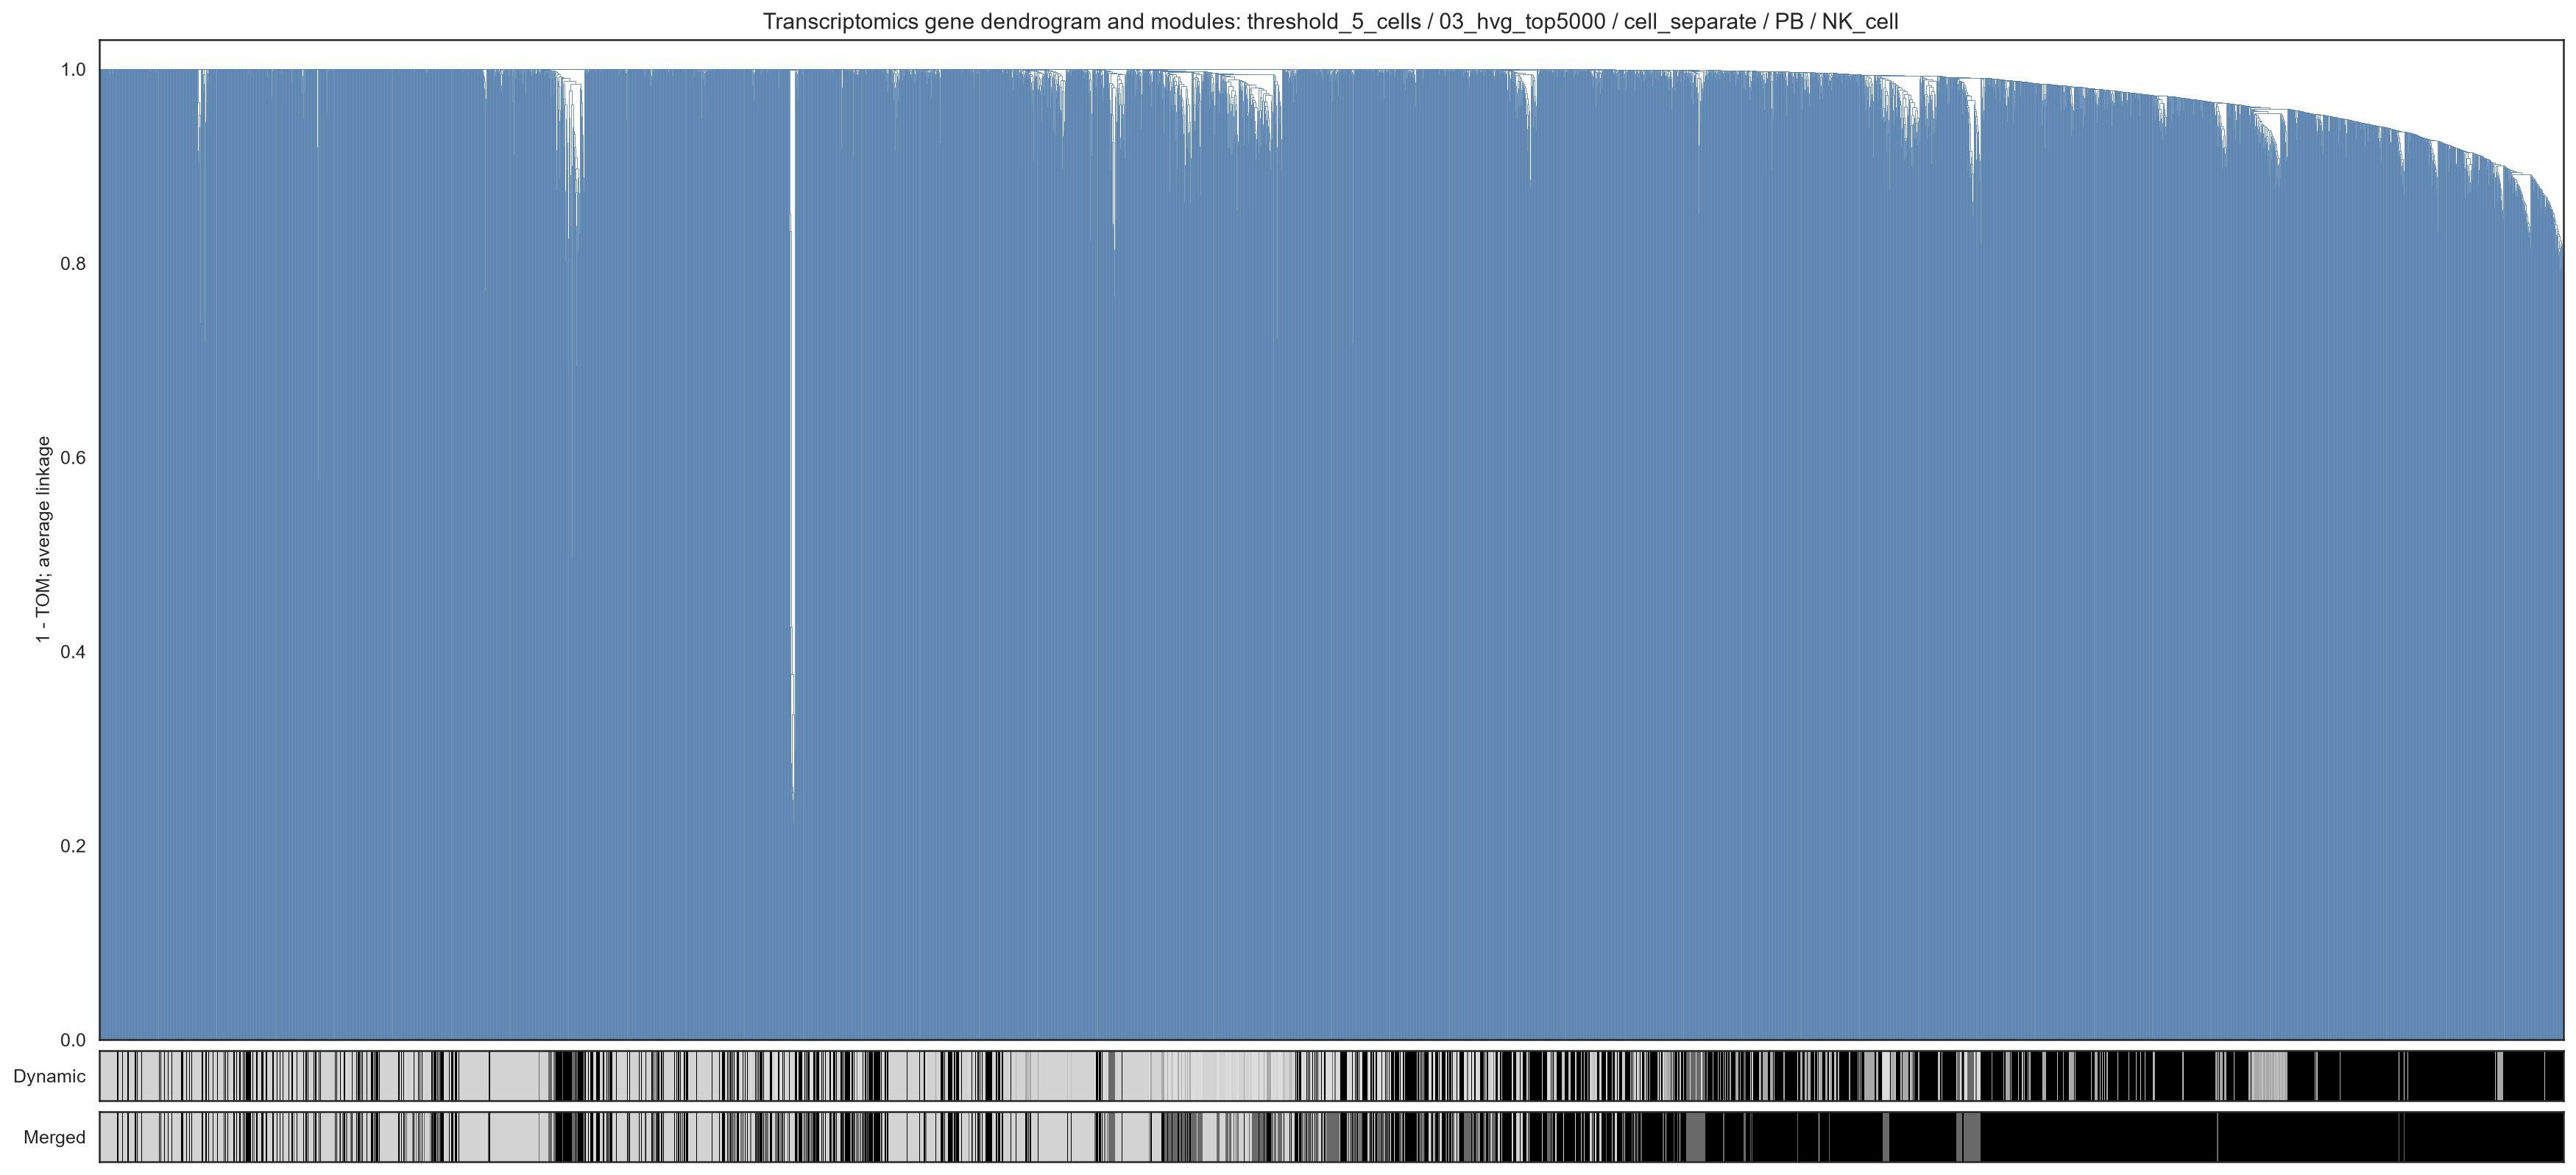 Transcriptomics gene dendrogram and modules: threshold_5_cells / 03_hvg_top5000 / cell_separate / PB / NK_cell
1.0
0.8
0.6
0.4
0.2
0.0
1 - TOM; average linkage
Dynamic
Merged